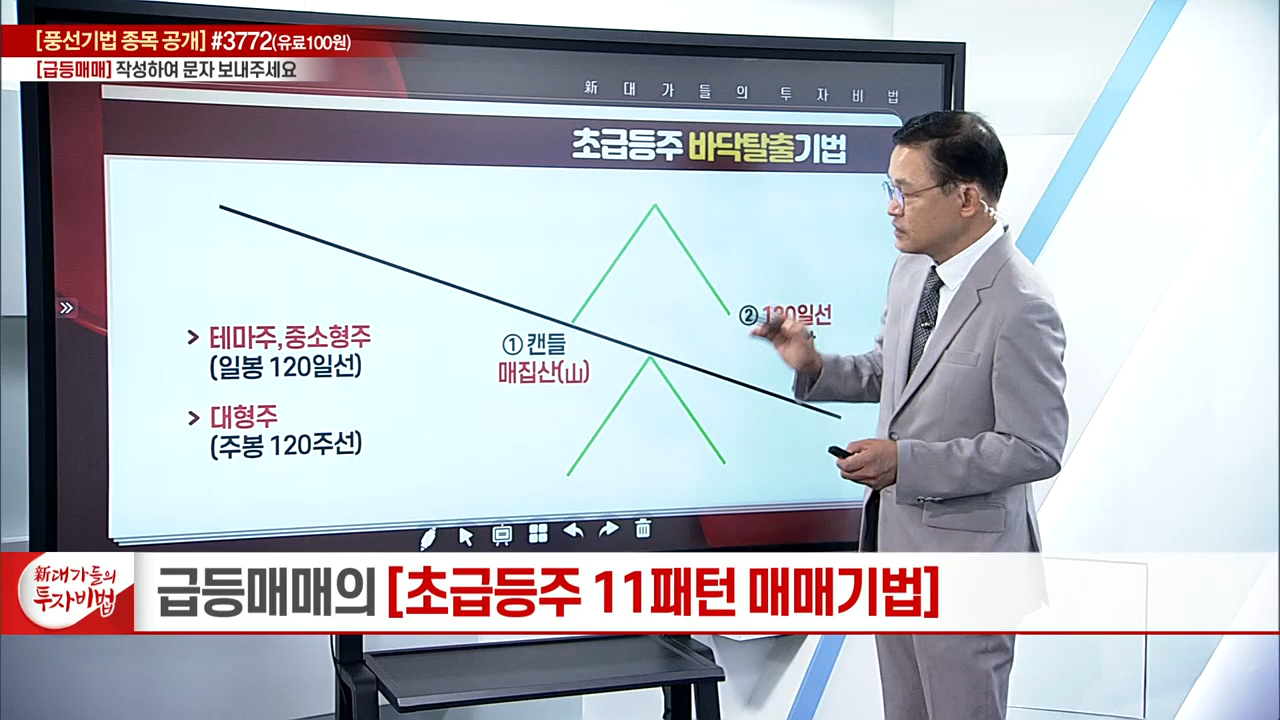 [풍선기법 종목 공개] #3772(유료100원)
[급등매매] 작성하여 문자 보내주세요
新 대 가 들 의 투 자 비 법
초급등주 바닥탈출기법
테마주,중소형주
(일봉 120일선)
대형주
(주봉 120주선)
① 캔들
매집산(山)
② 120일선
新대가들의
투자비법
급등매매의 [초급등주 11패턴 매매기법]